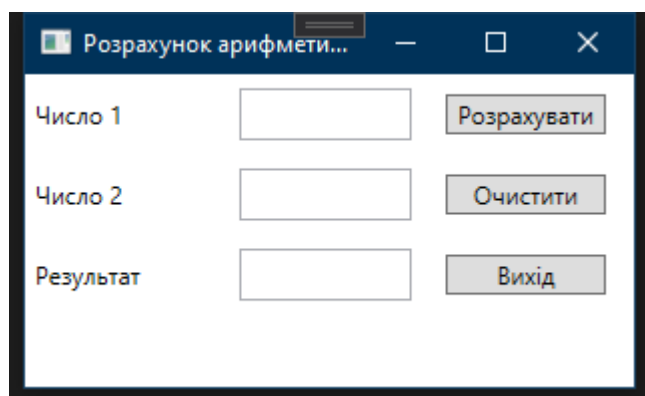 Розрахунок арифмети...
Число 1
Розрахувати
Число 2
Очистити
Результат
Вихід